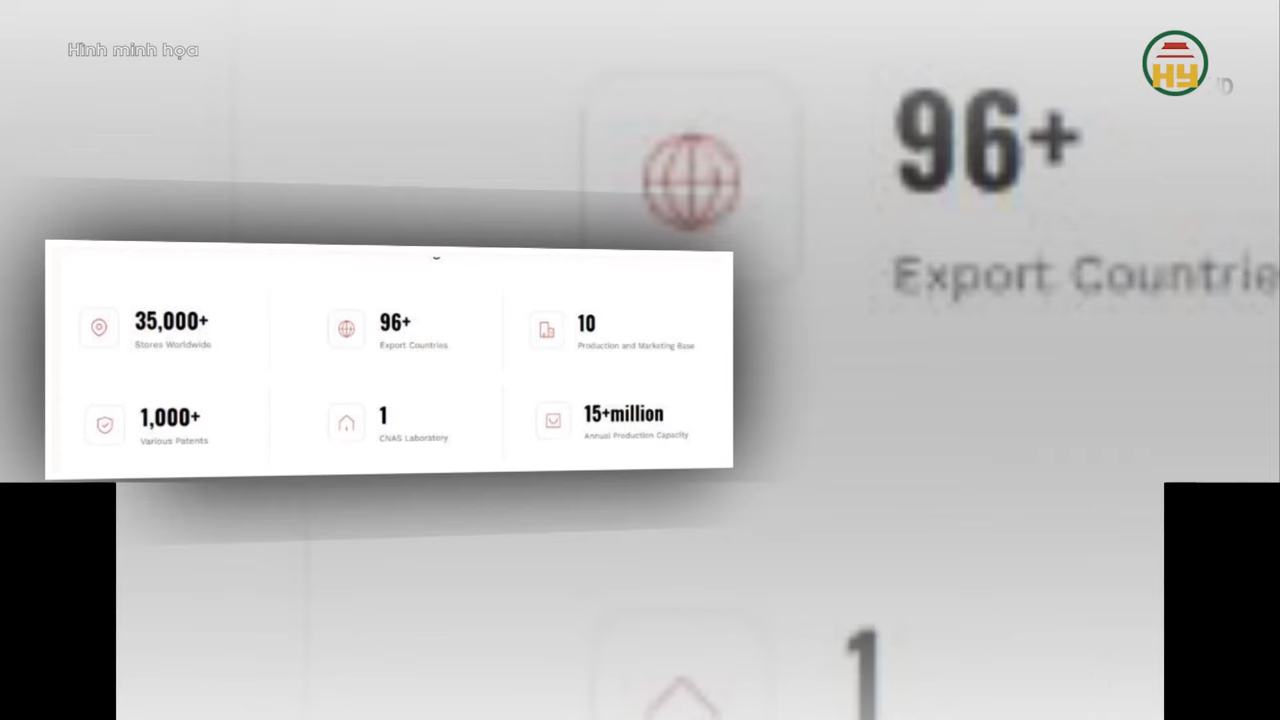 Hình minh họa
HY
HD
96+
Export Countrie
35,000+
Stores Worldwide
96+
Export Countries
10
Production and Marketing Base
1,000+
Various Patents
1
CNAS Laboratory
15+million
Annual Production Capacity
1